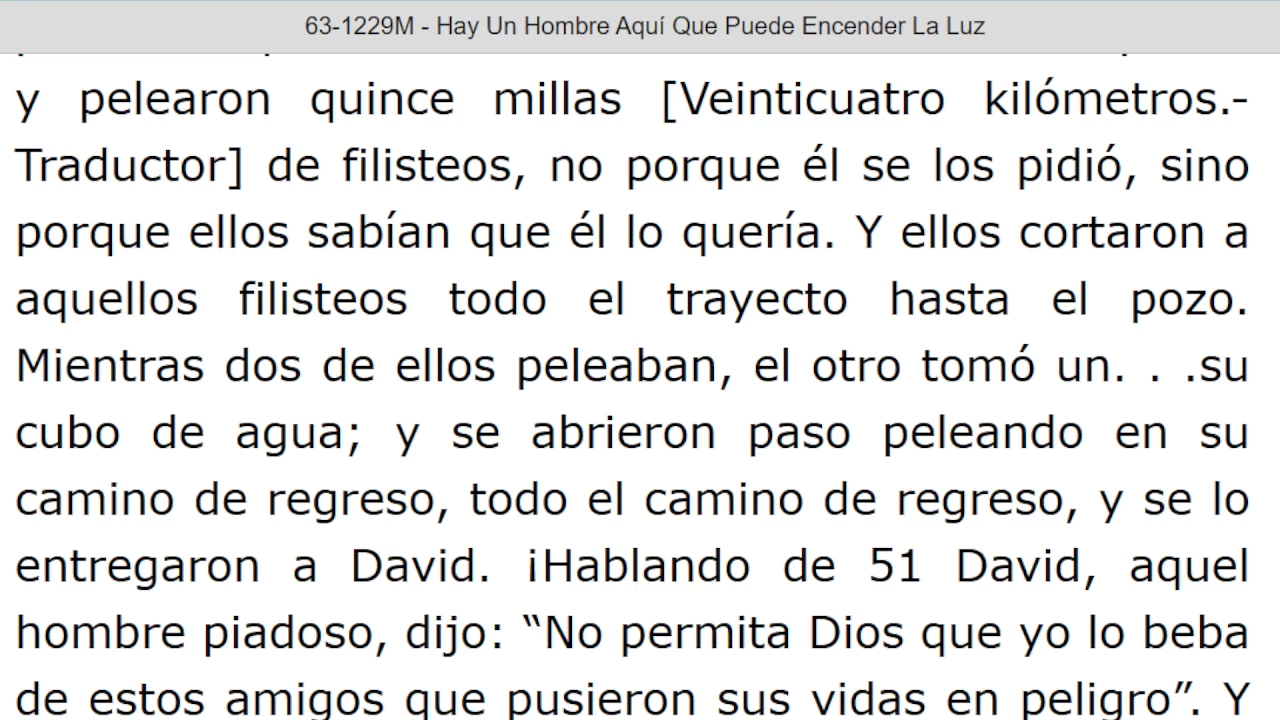 63-1229M - Hay Un Hombre Aquí Que Puede Encender La Luz
y pelearon quince millas [Veinticuatro kilómetros.-
Traductor] de filisteos, no porque él se los pidió, sino
porque ellos sabían que él lo quería. Y ellos cortaron a
aquellos filisteos todo el trayecto hasta el pozo.
Mientras dos de ellos peleaban, el otro tomó un. . .su
cubo de agua; y se abrieron paso peleando en su
camino de regreso, todo el camino de regreso, y se lo
entregaron a David. ¡Hablando de 51 David, aquel
hombre piadoso, dijo: “No permita Dios que yo lo beba
de estos amigos que pusieron sus vidas en peligro”. Y